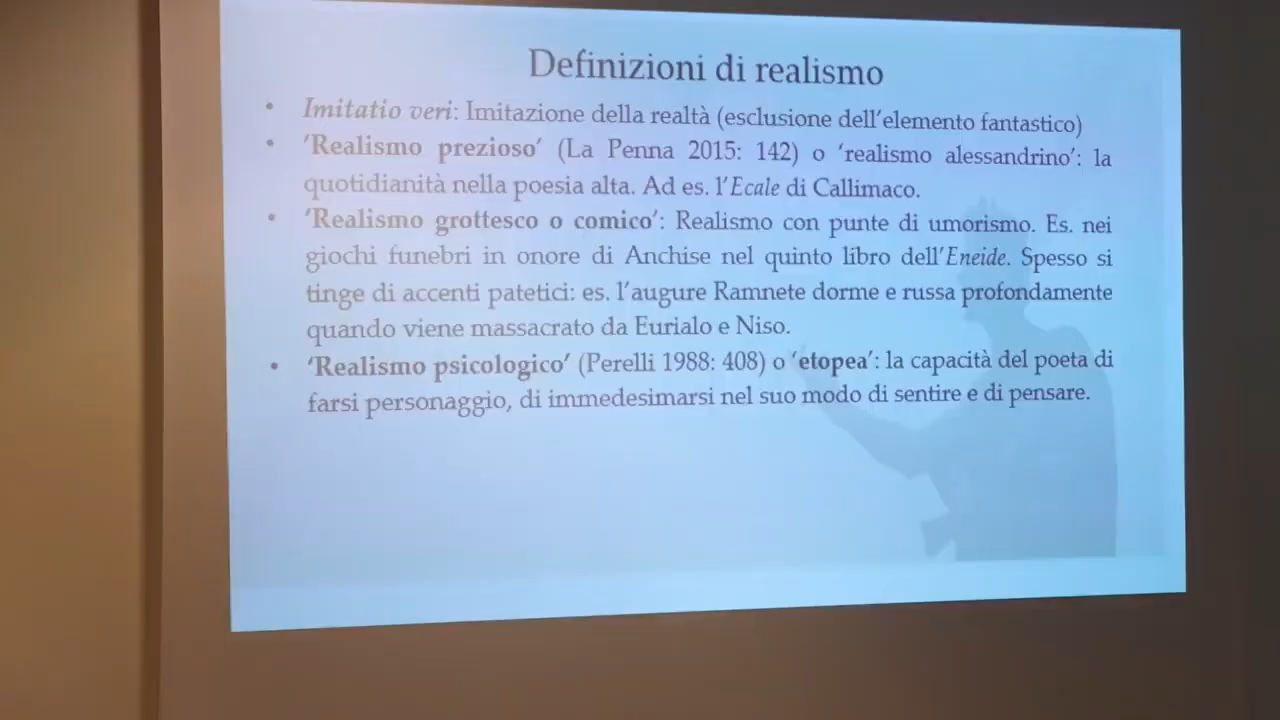 Definizioni di realismo
• Imitatio veri: Imitazione della realtà (esclusione dell'elemento fantastico)
• 'Realismo prezioso' (La Penna 2015: 142) o 'realismo alessandrino': la
quotidianità nella poesia alta. Ad es. l'Ecale di Callimaco.
• 'Realismo grottesco o comico': Realismo con punte di umorismo. Es. nei
giochi funebri in onore di Anchise nel quinto libro dell'Eneide. Spesso si
tinge di accenti patetici: es. l'augure Ramnete dorme e russa profondamente
quando viene massacrato da Eurialo e Niso.
• 'Realismo psicologico' (Perelli 1988: 408) o 'etopea': la capacità del poeta di
farsi personaggio, di immedesimarsi nel suo modo di sentire e di pensare.